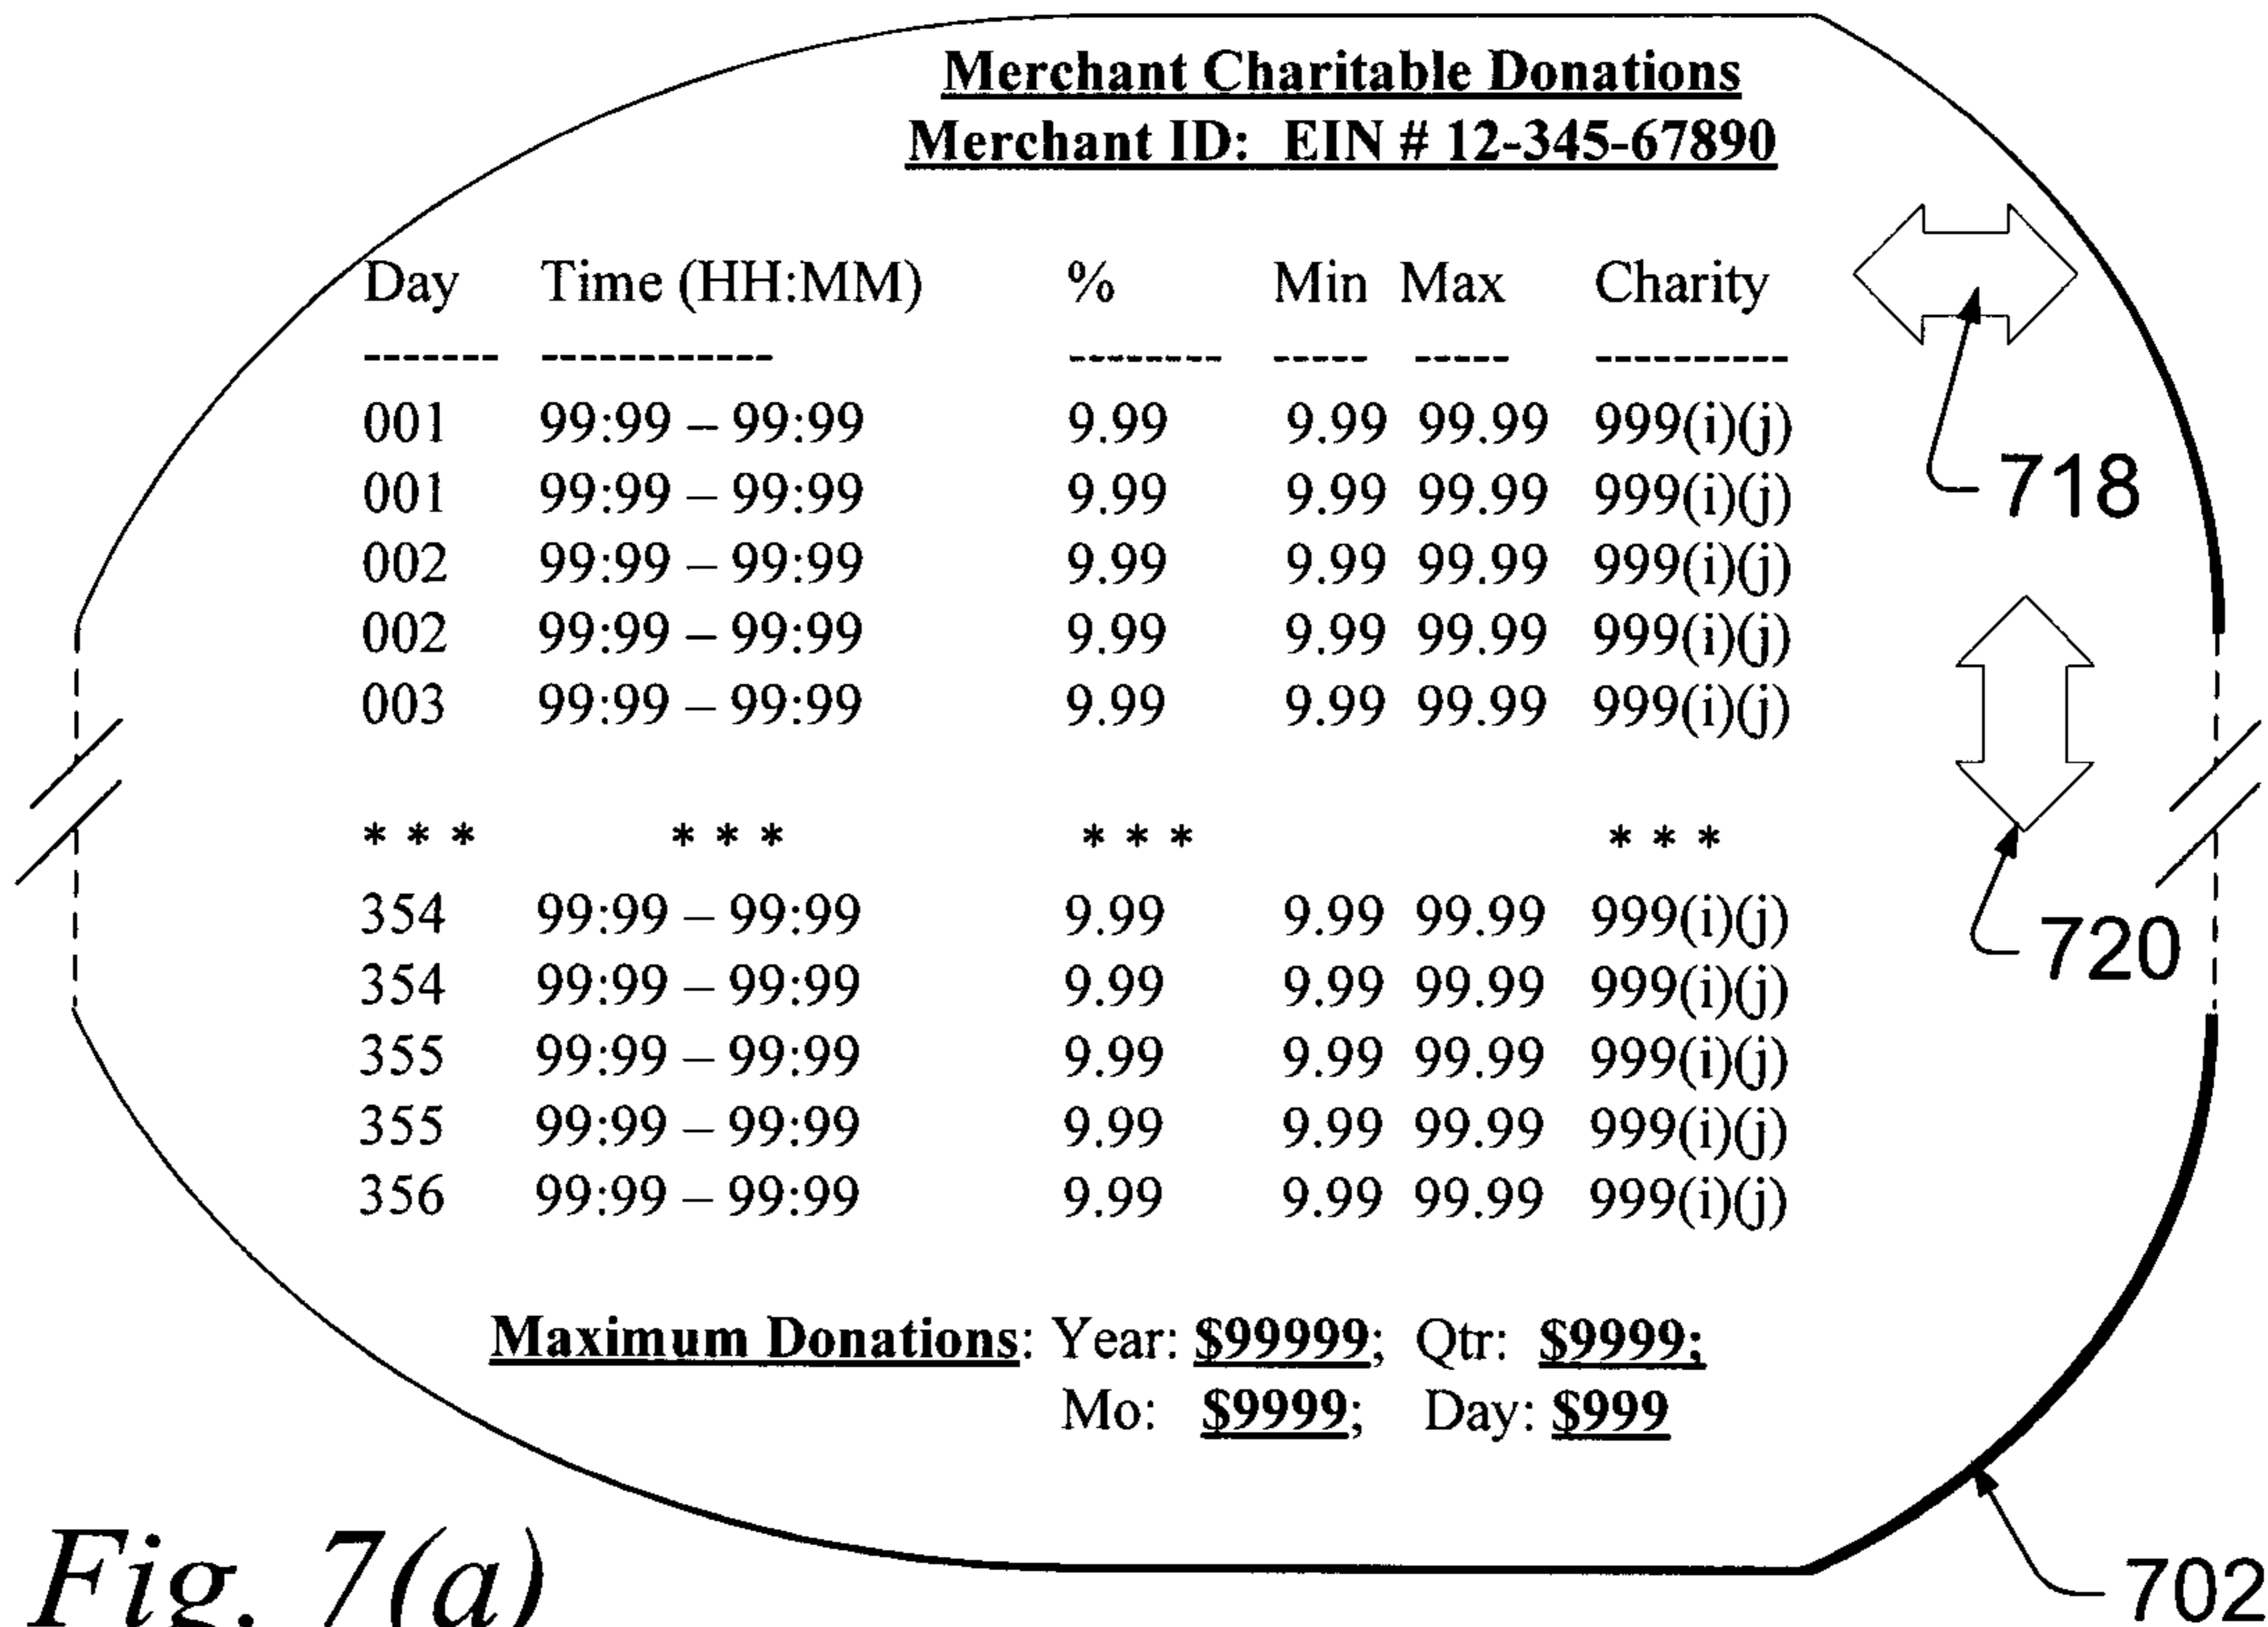 Merchant Charitable Donations
Merchant ID: EIN # 12-345-67890
Day Time (HH:MM) % Min Max Charity
------- ------------ -------- ----- ----- ----------
001 99:99 – 99:99 9.99 9.99 99.99 999(i)(j)
001 99:99 – 99:99 9.99 9.99 99.99 999(i)(j)
718
002 99:99 – 99:99 9.99 9.99 99.99 999(i)(j)
002 99:99 – 99:99 9.99 9.99 99.99 999(i)(j)
003 99:99 – 99:99 9.99 9.99 99.99 999(i)(j)
* * * * * * * * * * * *
354 99:99 – 99:99 9.99 9.99 99.99 999(i)(j)
720
354 99:99 – 99:99 9.99 9.99 99.99 999(i)(j)
355 99:99 – 99:99 9.99 9.99 99.99 999(i)(j)
355 99:99 – 99:99 9.99 9.99 99.99 999(i)(j)
356 99:99 – 99:99 9.99 9.99 99.99 999(i)(j)
Maximum Donations: Year: $99999; Qtr: $9999;
Mo: $9999; Day: $999
702
Fig. 7(a)